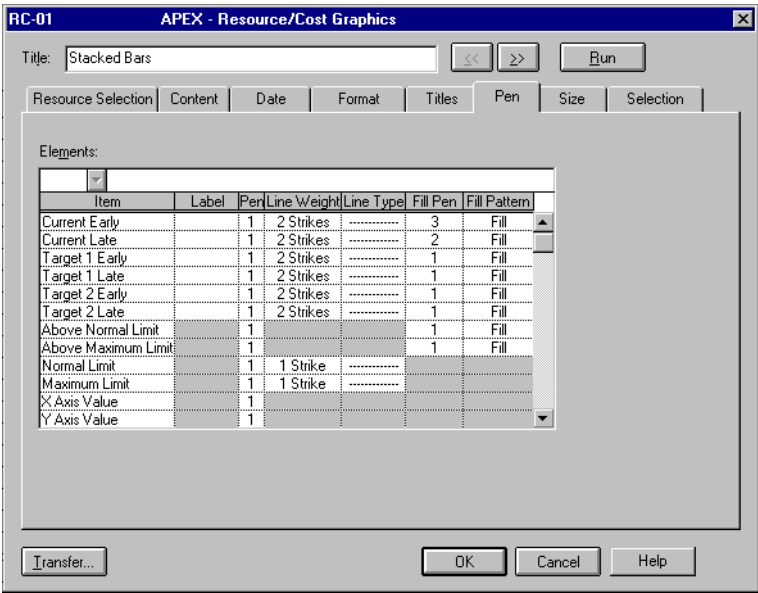 RC-01 APEX - Resource/Cost Graphics
Title: Stacked Bars << >> Run
Resource Selection Content Date Format Titles Pen Size Selection
Elements:
Item Label Pen Line Weight Line Type Fill Pen Fill Pattern
Current Early 1 2 Strikes ------------ 3 Fill
Current Late 1 2 Strikes ------------ 2 Fill
Target 1 Early 1 2 Strikes ------------ 1 Fill
Target 1 Late 1 2 Strikes ------------ 1 Fill
Target 2 Early 1 2 Strikes ------------ 1 Fill
Target 2 Late 1 2 Strikes ------------ 1 Fill
Above Normal Limit 1 1 Fill
Above Maximum Limit 1 1 Fill
Normal Limit 1 1 Strike ------------
Maximum Limit 1 1 Strike ------------
X Axis Value 1
Y Axis Value 1
Transfer... OK Cancel Help